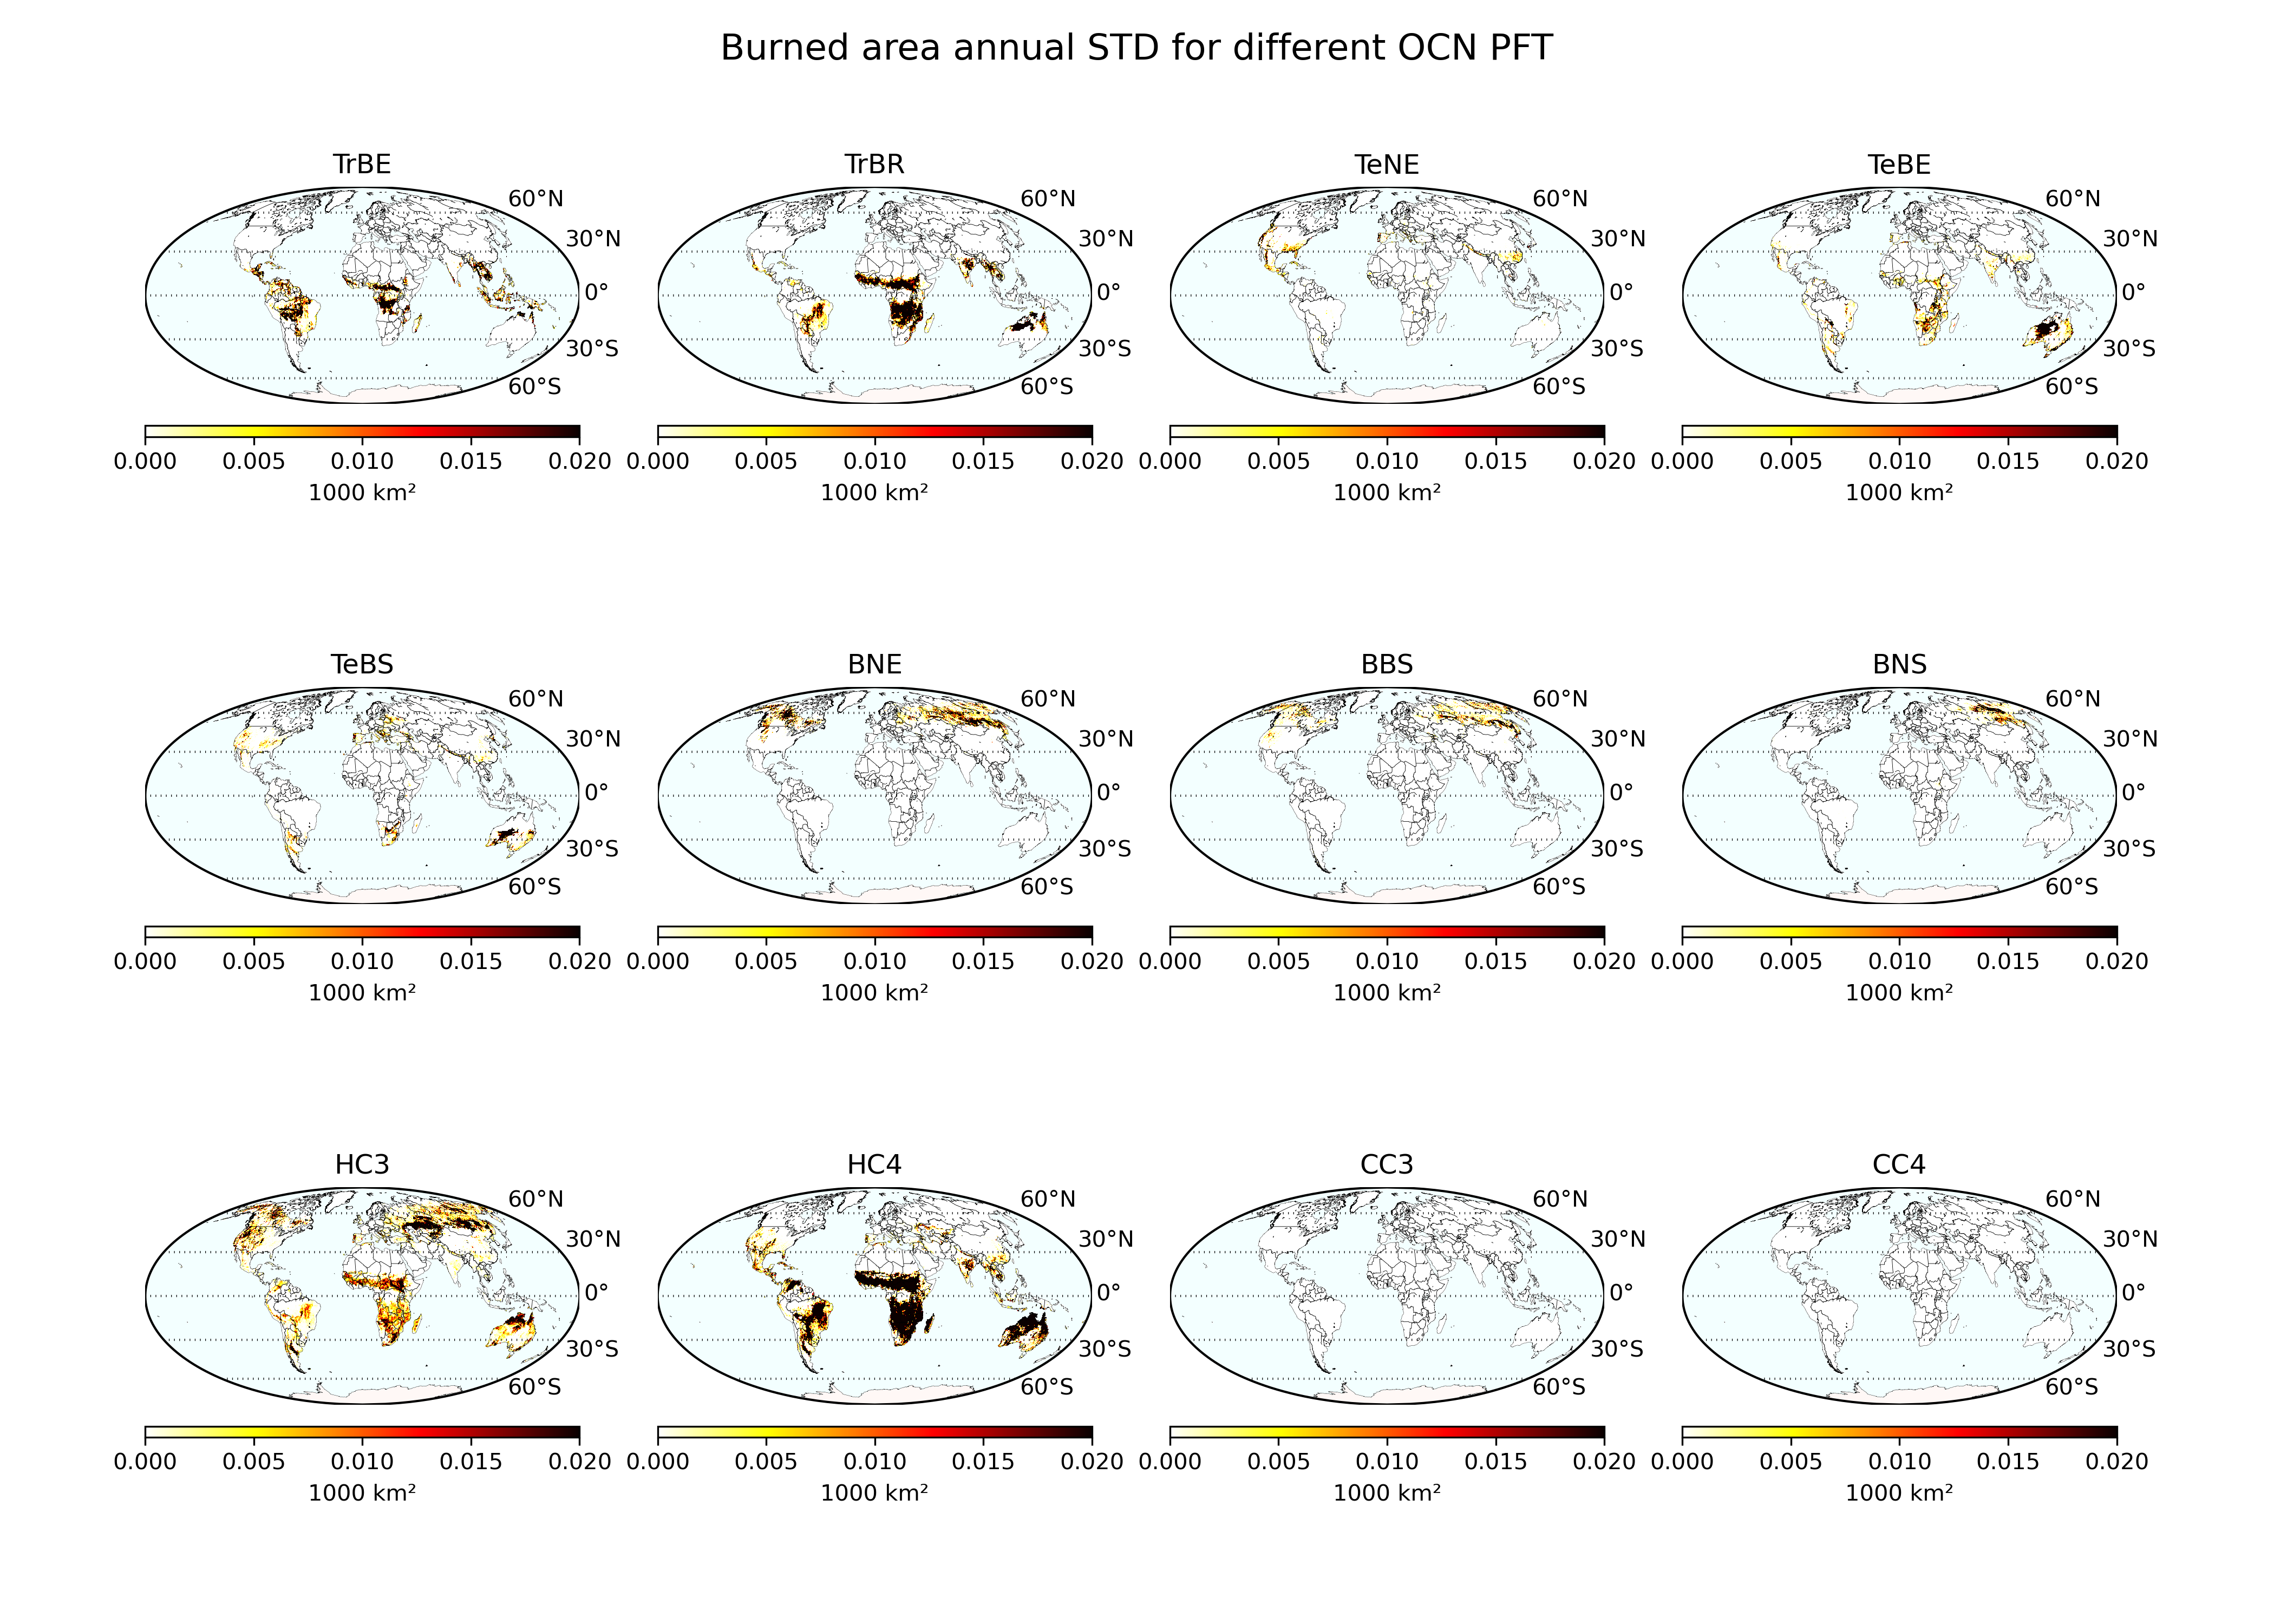 Burned area annual STD for different OCN PFT
TrBE
TrBR
TeNE
TeBE
60°N 60°N 60°N 60°N
30°N 30°N 30°N 30°N
0° 0° 0° 0°
30°S 30°S 30°S 30°S
60°S 60°S 60°S 60°S
0.000 0.005 0.010 0.015 0.020 0.000 0.005 0.010 0.015 0.020 0.000 0.005 0.010 0.015 0.020 0.000 0.005 0.010 0.015 0.020
1000 km² 1000 km² 1000 km² 1000 km²
TeBS
BNE
BBS
BNS
60°N 60°N 60°N 60°N
30°N 30°N 30°N 30°N
0° 0° 0° 0°
30°S 30°S 30°S 30°S
60°S 60°S 60°S 60°S
0.000 0.005 0.010 0.015 0.020 0.000 0.005 0.010 0.015 0.020 0.000 0.005 0.010 0.015 0.020 0.000 0.005 0.010 0.015 0.020
1000 km² 1000 km² 1000 km² 1000 km²
HC3
HC4
CC3
CC4
60°N 60°N 60°N 60°N
30°N 30°N 30°N 30°N
0° 0° 0° 0°
30°S 30°S 30°S 30°S
60°S 60°S 60°S 60°S
0.000 0.005 0.010 0.015 0.020 0.000 0.005 0.010 0.015 0.020 0.000 0.005 0.010 0.015 0.020 0.000 0.005 0.010 0.015 0.020
1000 km² 1000 km² 1000 km² 1000 km²